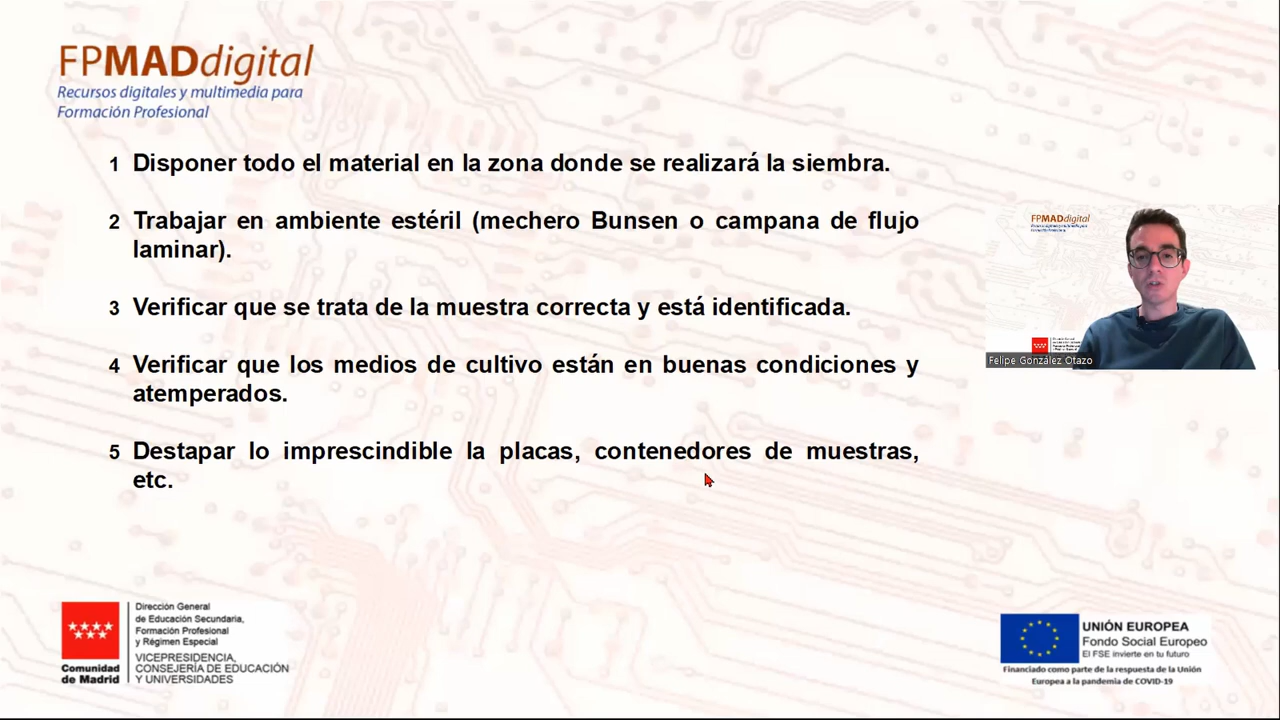 FPMADdigital
Recursos digitales y multimedia para
Formación Profesional
1 Disponer todo el material en la zona donde se realizará la siembra.
2 Trabajar en ambiente estéril (mechero Bunsen o campana de flujo
laminar).
3 Verificar que se trata de la muestra correcta y está identificada.
4 Verificar que los medios de cultivo están en buenas condiciones y
atemperados.
5 Destapar lo imprescindible la placas, contenedores de muestras,
etc.
FPMADdigital
Felipe González Otazo
Comunidad
de Madrid
Dirección General
de Educación Secundaria,
Formación Profesional
y Régimen Especial
VICEPRESIDENCIA,
CONSEJERÍA DE EDUCACIÓN
Y UNIVERSIDADES
UNIÓN EUROPEA
Fondo Social Europeo
El FSE invierte en tu futuro
Financiado como parte de la respuesta de la Unión
Europea a la pandemia de COVID-19